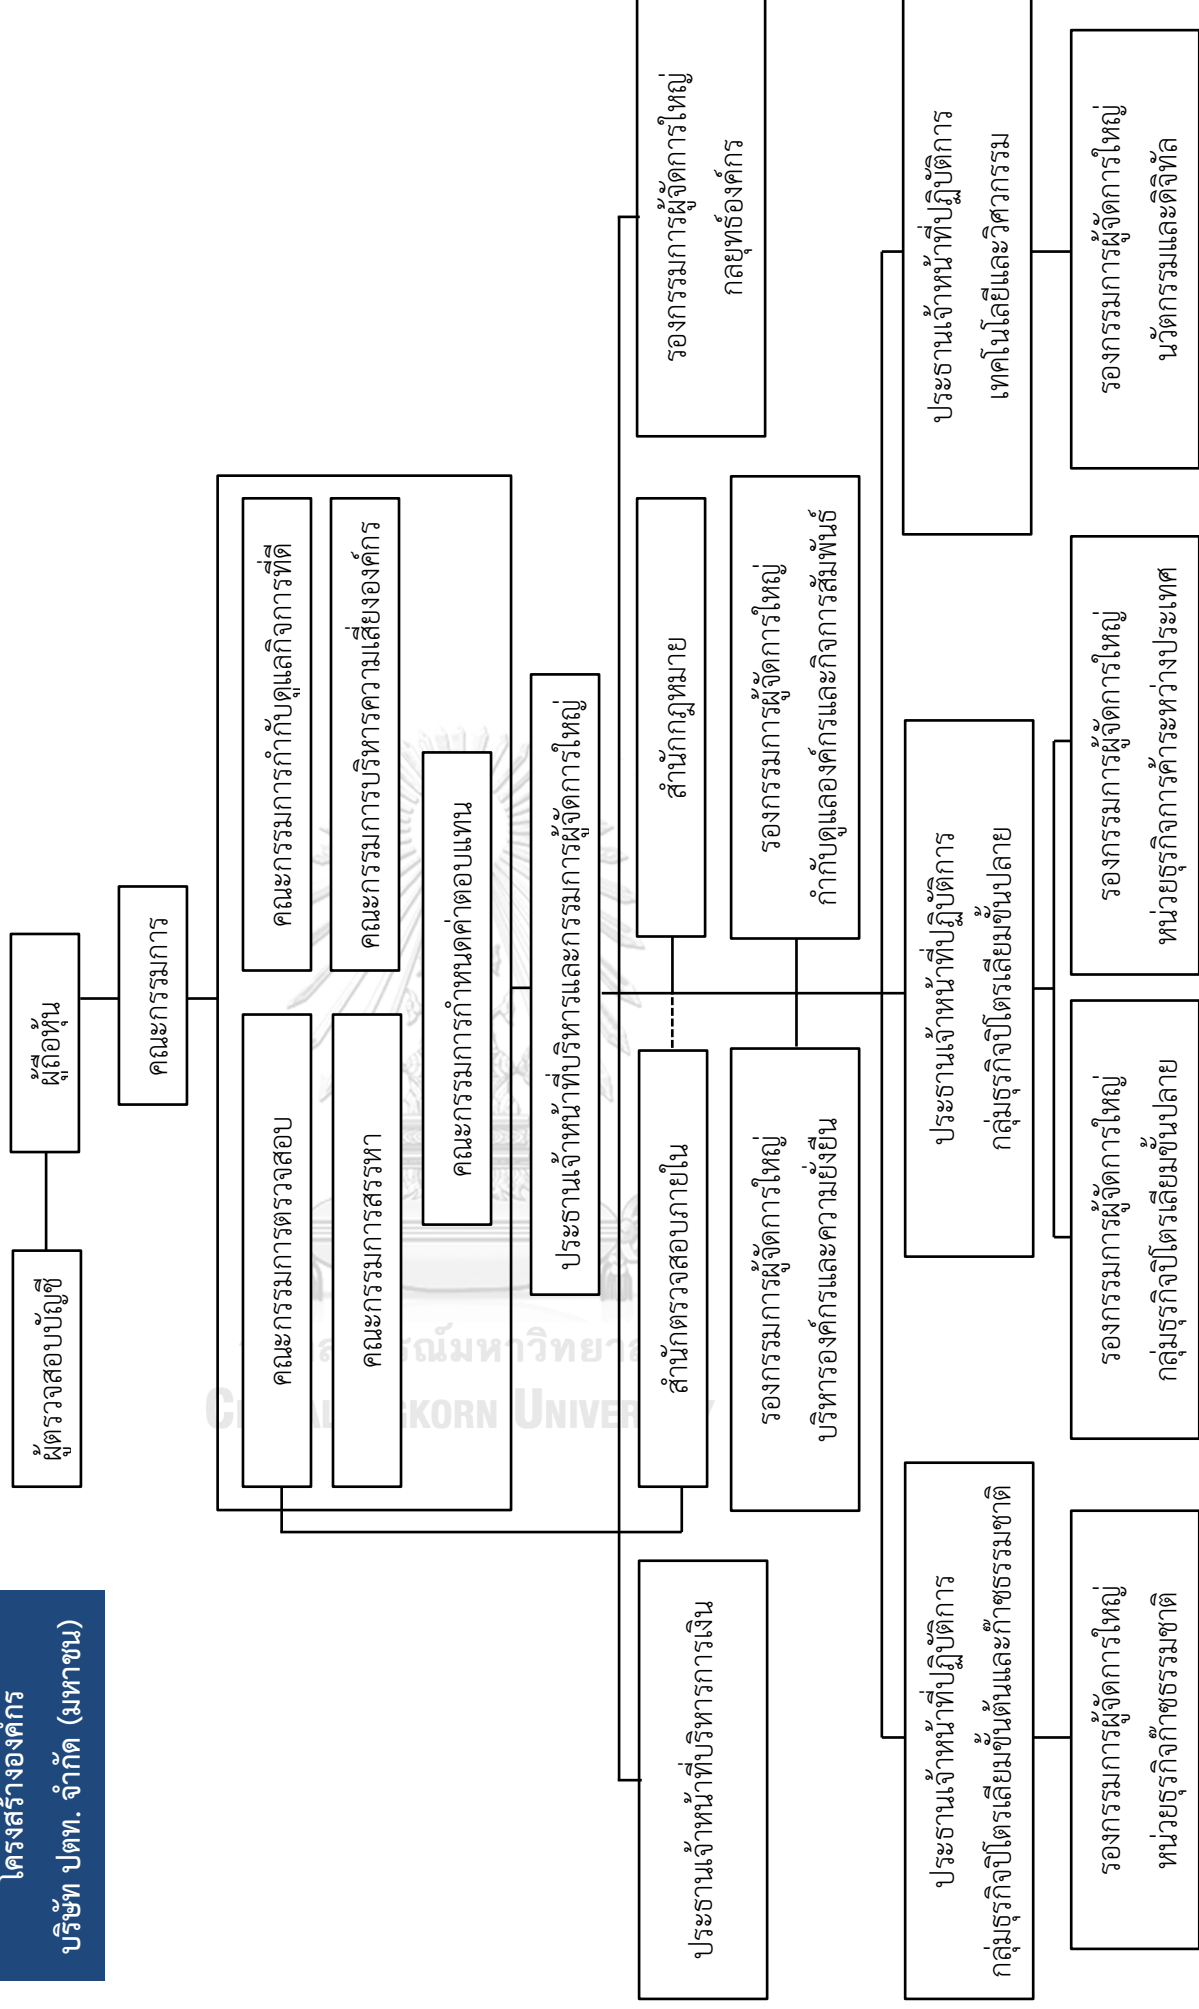 โครงสร้างองค์กร
บริษัท ปตท. จำกัด (มหาชน)
ผู้ตรวจสอบบัญชี
ผู้ถือหุ้น
คณะกรรมการ
คณะกรรมการตรวจสอบ
คณะกรรมการกำกับดูแลกิจการที่ดี
คณะกรรมการสรรหา
คณะกรรมการบริหารความเสี่ยงองค์กร
คณะกรรมการกำหนดค่าตอบแทน
ประธานเจ้าหน้าที่บริหารและกรรมการผู้จัดการใหญ่
ประธานเจ้าหน้าที่บริหารการเงิน
สำนักตรวจสอบภายใน
สำนักกฎหมาย
รองกรรมการผู้จัดการใหญ่
กลยุทธ์องค์กร
รองกรรมการผู้จัดการใหญ่
บริหารองค์กรและความยั่งยืน
รองกรรมการผู้จัดการใหญ่
กำกับดูแลองค์กรและกิจการสัมพันธ์
ประธานเจ้าหน้าที่ปฏิบัติการ
กลุ่มธุรกิจปิโตรเลียมขั้นต้นและก๊าซธรรมชาติ
ประธานเจ้าหน้าที่ปฏิบัติการ
กลุ่มธุรกิจปิโตรเลียมขั้นปลาย
ประธานเจ้าหน้าที่ปฏิบัติการ
เทคโนโลยีและวิศวกรรม
รองกรรมการผู้จัดการใหญ่
หน่วยธุรกิจก๊าซธรรมชาติ
รองกรรมการผู้จัดการใหญ่
กลุ่มธุรกิจปิโตรเลียมขั้นปลาย
รองกรรมการผู้จัดการใหญ่
หน่วยธุรกิจการค้าระหว่างประเทศ
รองกรรมการผู้จัดการใหญ่
นวัตกรรมและดิจิทัล